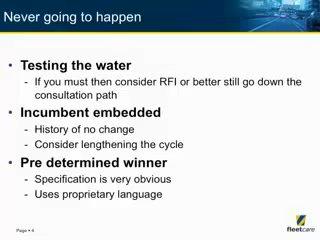 Never going to happen
• Testing the water
- If you must then consider RFI or better still go down the
consultation path
• Incumbent embedded
- History of no change
- Consider lengthening the cycle
• Pre determined winner
- Specification is very obvious
- Uses proprietary language
Page ▪ 4
fleetcare